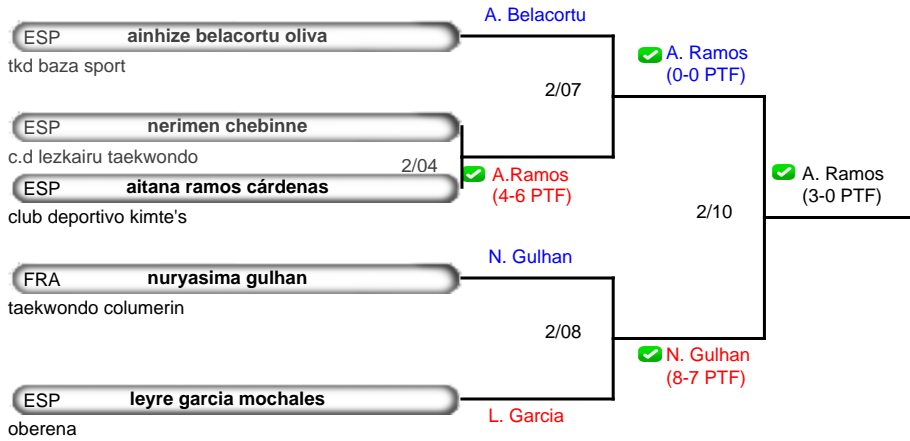 A. Belacortu
ESP ainhize belacortu oliva
tkd baza sport
A. Ramos
(0-0 PTF)
2/07
ESP nerimen chebinne
c.d lezkairu taekwondo
2/04
ESP aitana ramos cárdenas
club deportivo kimte's
A.Ramos
(4-6 PTF)
A. Ramos
(3-0 PTF)
2/10
N. Gulhan
FRA nuryasima gulhan
taekwondo columerin
2/08
N. Gulhan
(8-7 PTF)
ESP leyre garcia mochales
oberena
L. Garcia